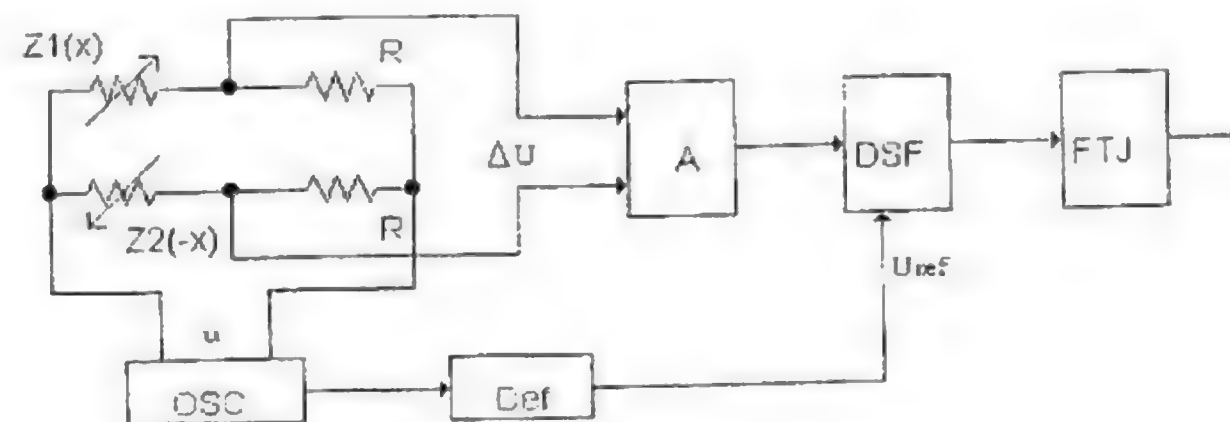 Z1(x)
R
ΔU
A
DSF
FTJ
Z2(-x)
R
Uref
u
OSC
Def